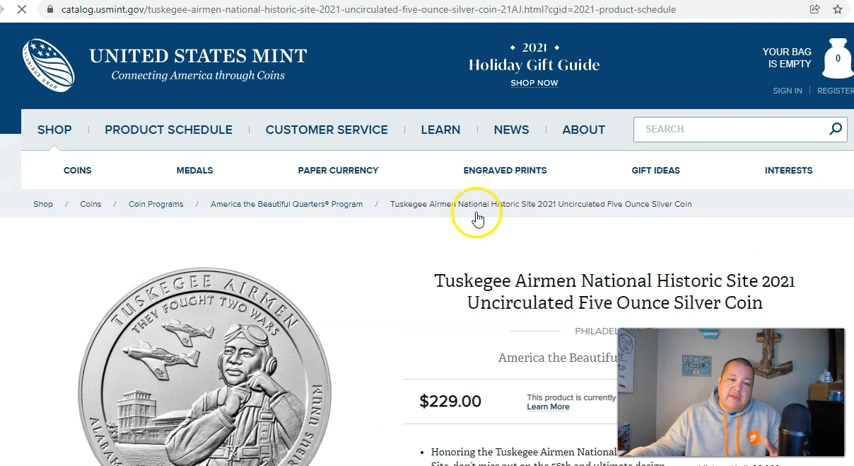 catalog.usmint.gov/tuskegee-airmen-national-historic-site-2021-uncirculated-five-ounce-silver-coin-21AJ.html?cgid=2021-product-schedule
UNITED STATES MINT
Connecting America through Coins
2021
Holiday Gift Guide
SHOP NOW
YOUR BAG
IS EMPTY
0
SIGN IN
REGISTER
SHOP
PRODUCT SCHEDULE
CUSTOMER SERVICE
LEARN
NEWS
ABOUT
SEARCH
COINS
MEDALS
PAPER CURRENCY
ENGRAVED PRINTS
GIFT IDEAS
INTERESTS
Shop / Coins / Coin Programs / America the Beautiful Quarters® Program / Tuskegee Airmen National Historic Site 2021 Uncirculated Five Ounce Silver Coin
TUSKEGEE AIRMEN
THEY FOUGHT TWO WARS
ALABAMA
Tuskegee Airmen National Historic Site 2021
Uncirculated Five Ounce Silver Coin
America the Beautiful
$229.00
This product is currently
Learn More
• Honoring the Tuskegee Airmen National
Site, don't miss out on the 56th and ultimate design